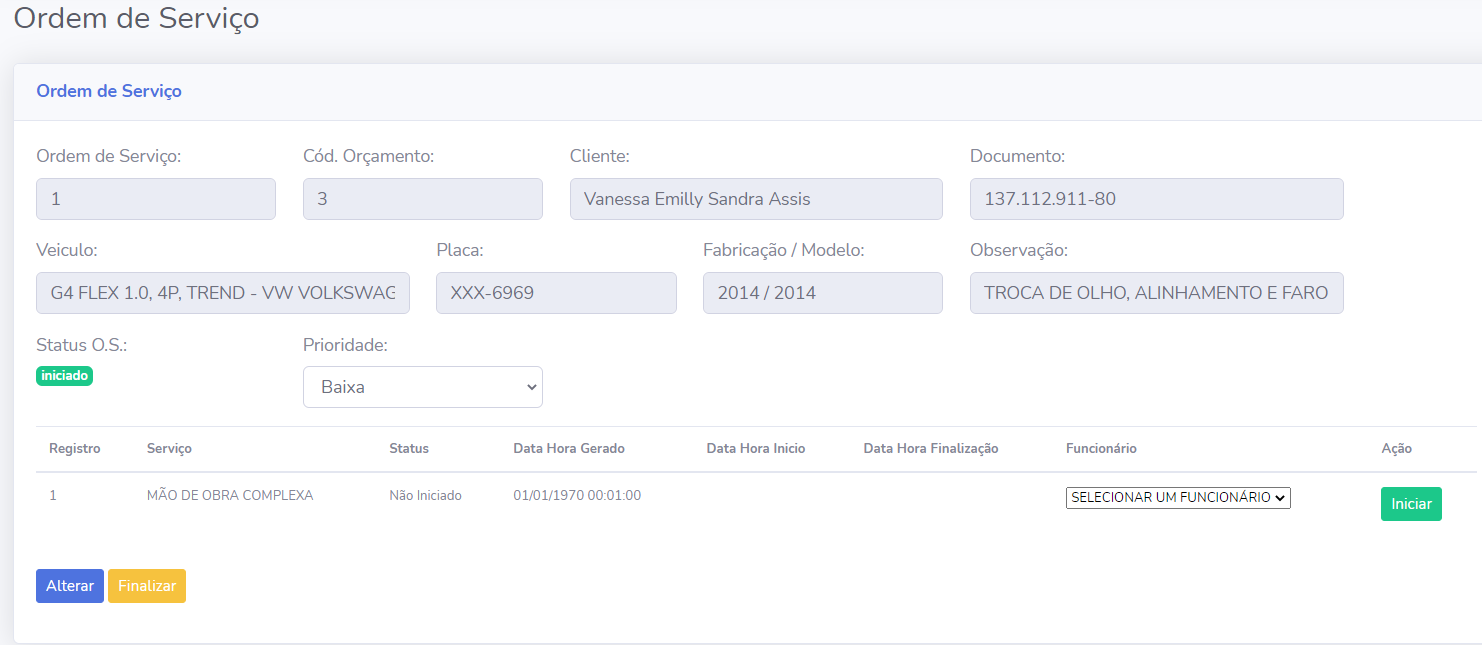 Ordem de Serviço
Ordem de Serviço
Ordem de Serviço: Cód. Orçamento: Cliente: Documento:
1 3 Vanessa Emilly Sandra Assis 137.112.911-80
Veiculo: Placa: Fabricação / Modelo: Observação:
G4 FLEX 1.0, 4P, TREND - VW VOLKSWAG XXX-6969 2014 / 2014 TROCA DE OLHO, ALINHAMENTO E FARO
Status O.S.: Prioridade:
iniciado Baixa
Registro Serviço Status Data Hora Gerado Data Hora Inicio Data Hora Finalização Funcionário Ação
1 MÃO DE OBRA COMPLEXA Não Iniciado 01/01/1970 00:01:00 SELECIONAR UM FUNCIONÁRIO Iniciar
Alterar Finalizar